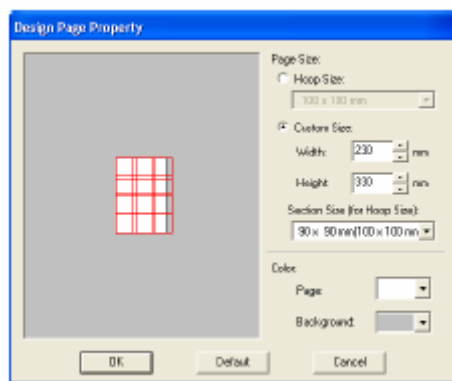 Design Page Property
Page Size:
Hoop Size:
100 x 100 mm
Custom Size:
Width: 230 mm
Height: 330 mm
Section Size (for Hoop Size):
90 x 90 mm(100 x 100 mm
Color:
Page:
Background:
OK Default Cancel